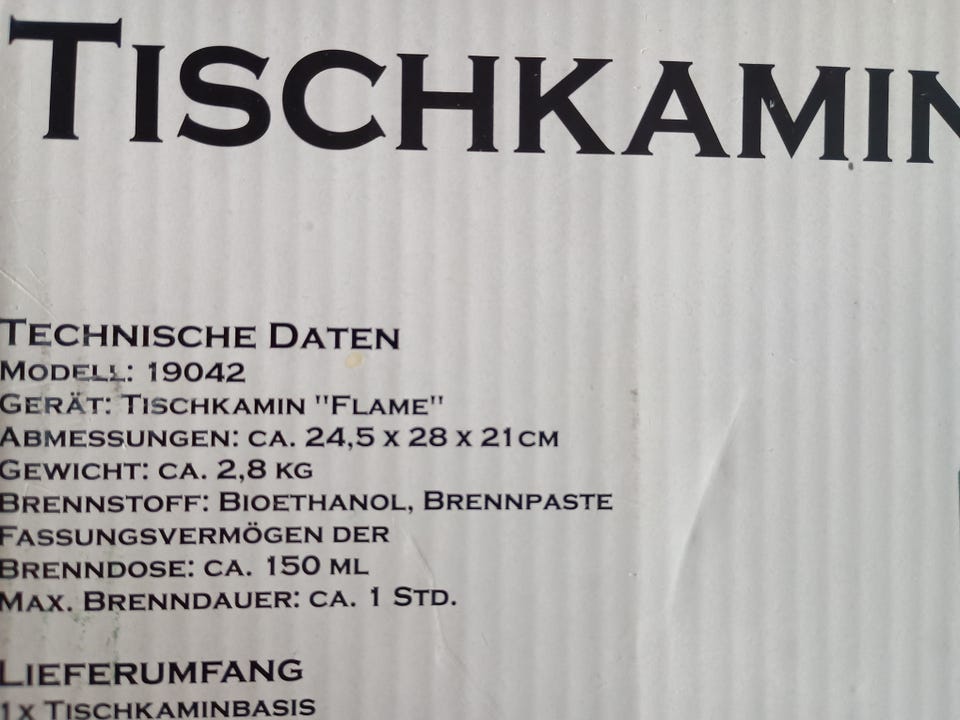 TISCHKAMIN
TECHNISCHE DATEN
MODELL: 19042
GERÄT: TISCHKAMIN "FLAME"
ABMESSUNGEN: CA. 24,5 X 28 X 21CM
GEWICHT: CA. 2,8 KG
BRENNSTOFF: BIOETHANOL, BRENNPASTE
FASSUNGSVERMÖGEN DER
BRENNDOSE: CA. 150 ML
MAX. BRENNDAUER: CA. 1 STD.
LIEFERUMFANG
1X TISCHKAMINBASIS